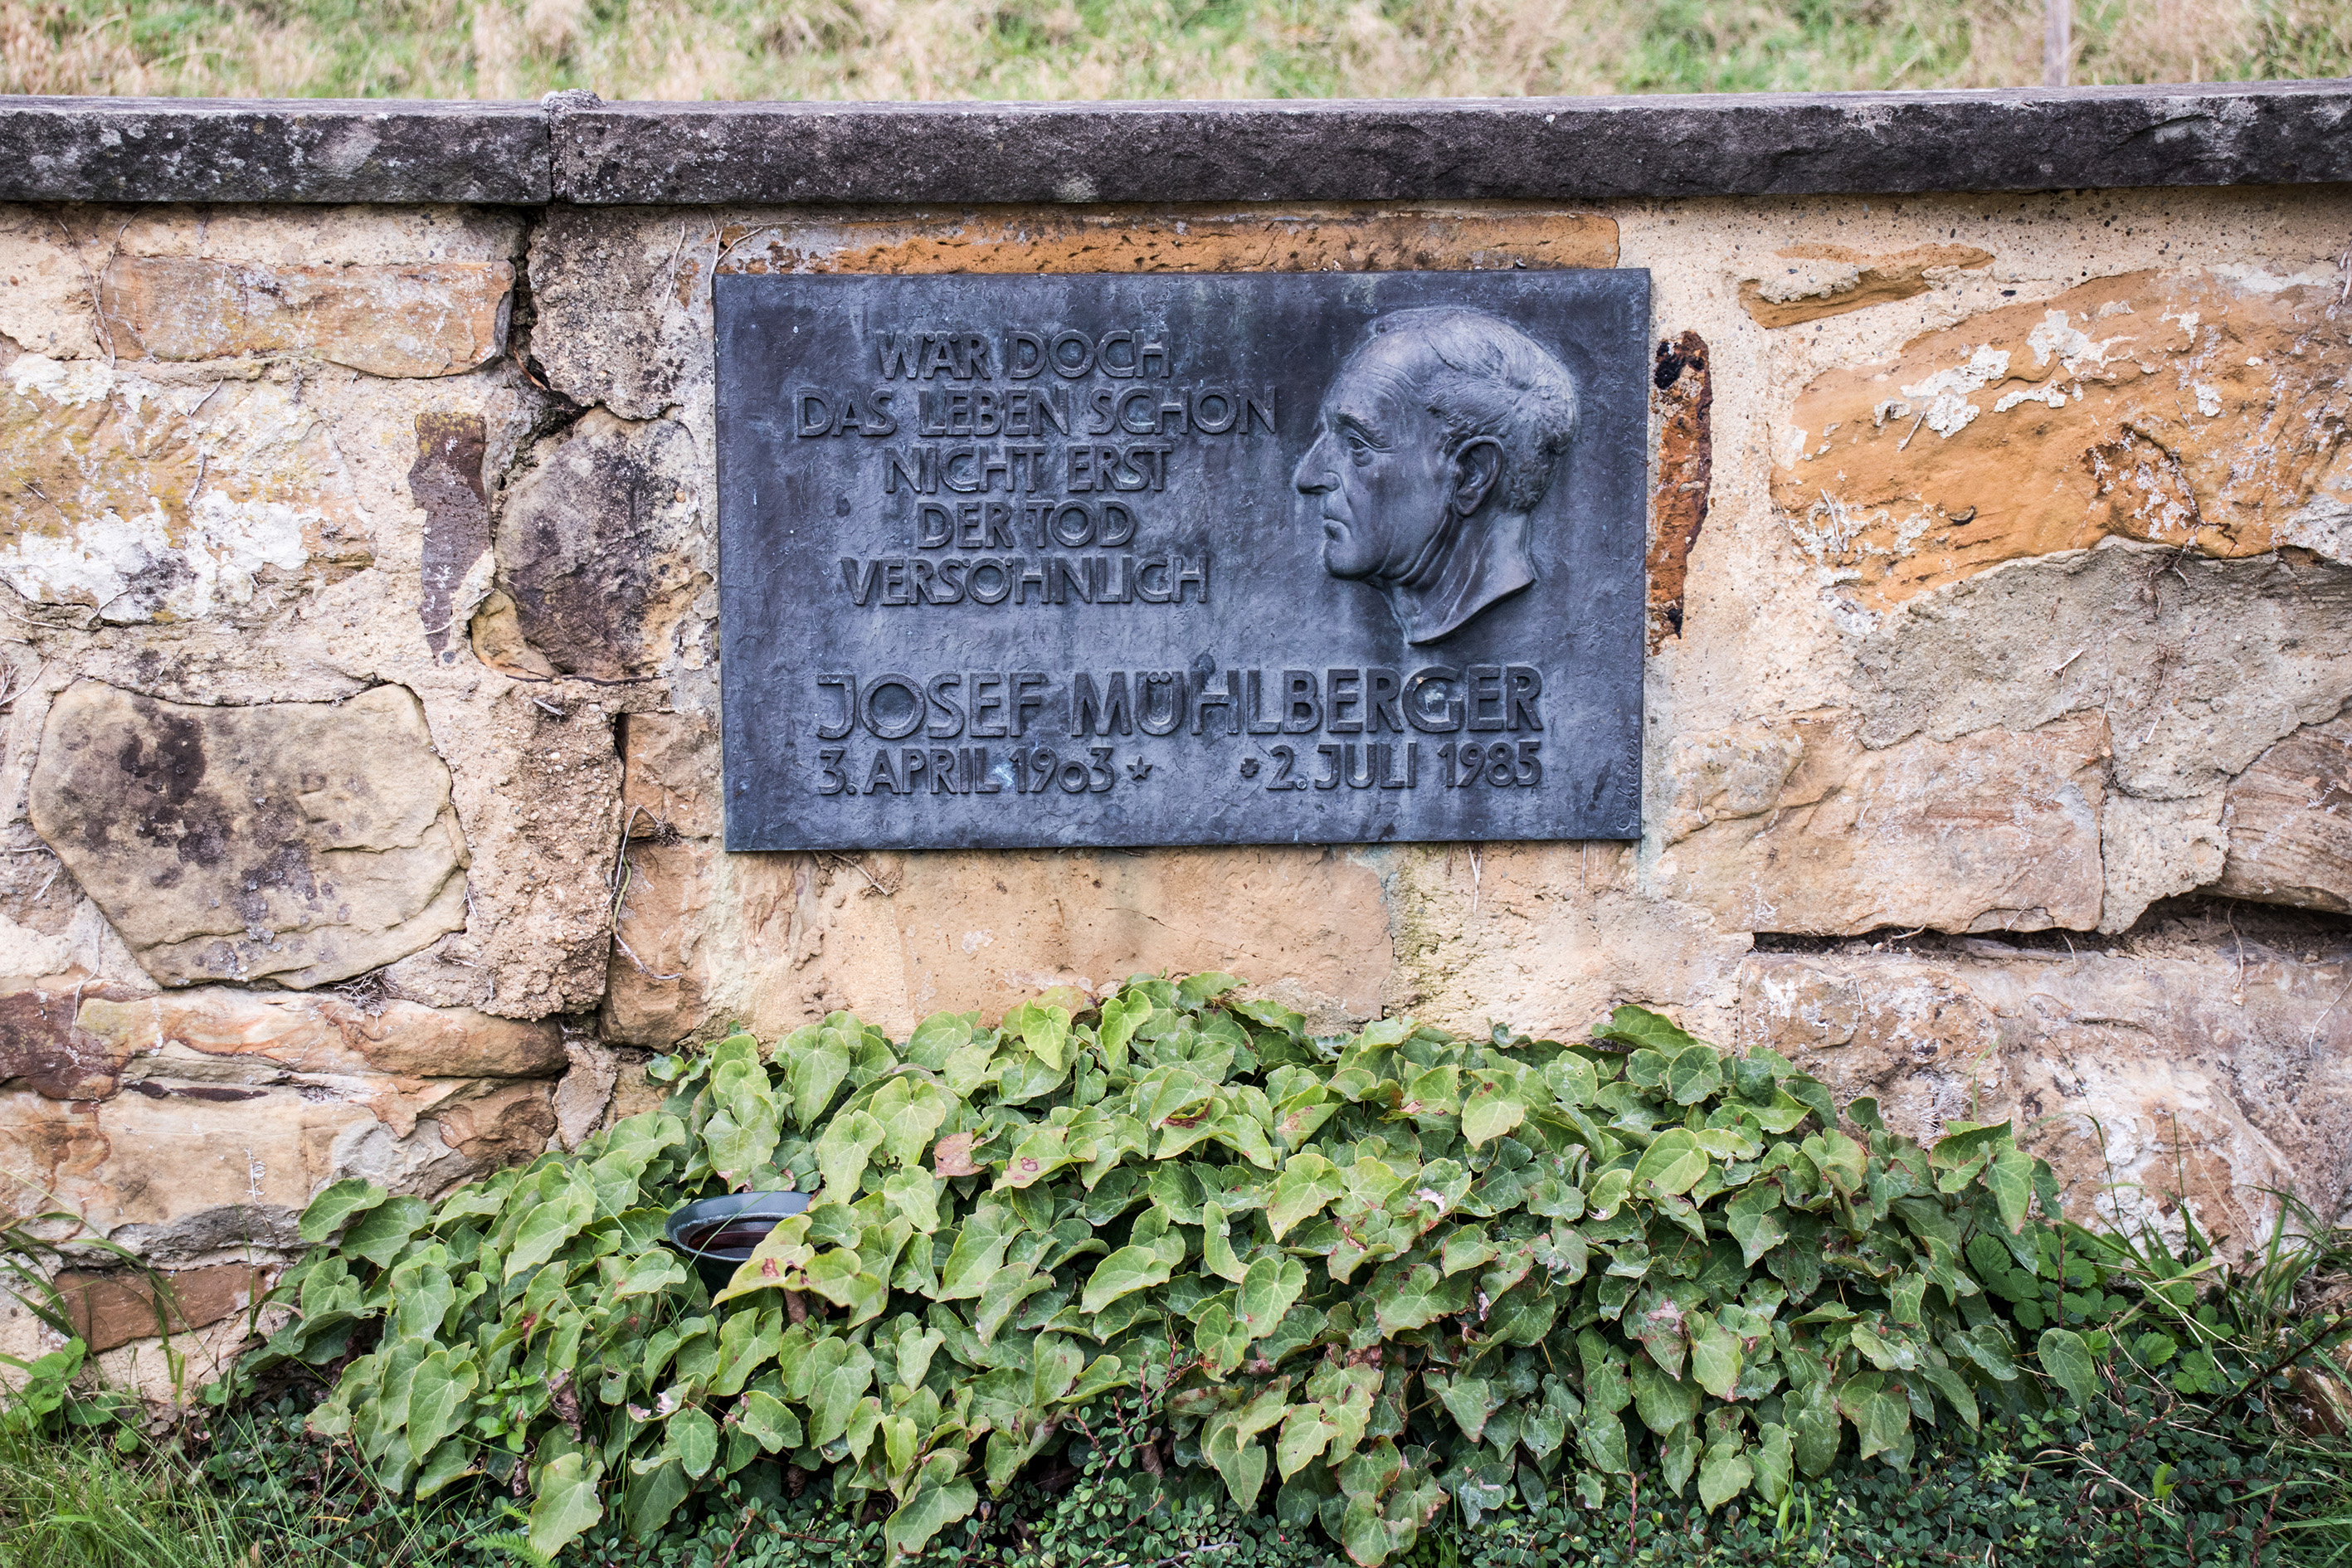 WÄR DOCH
DAS LEBEN SCHON
NICHT ERST
DER TOD
VERSÖHNLICH
JOSEF MÜHLBERGER
3. APRIL 1903 * + 2. JULI 1985